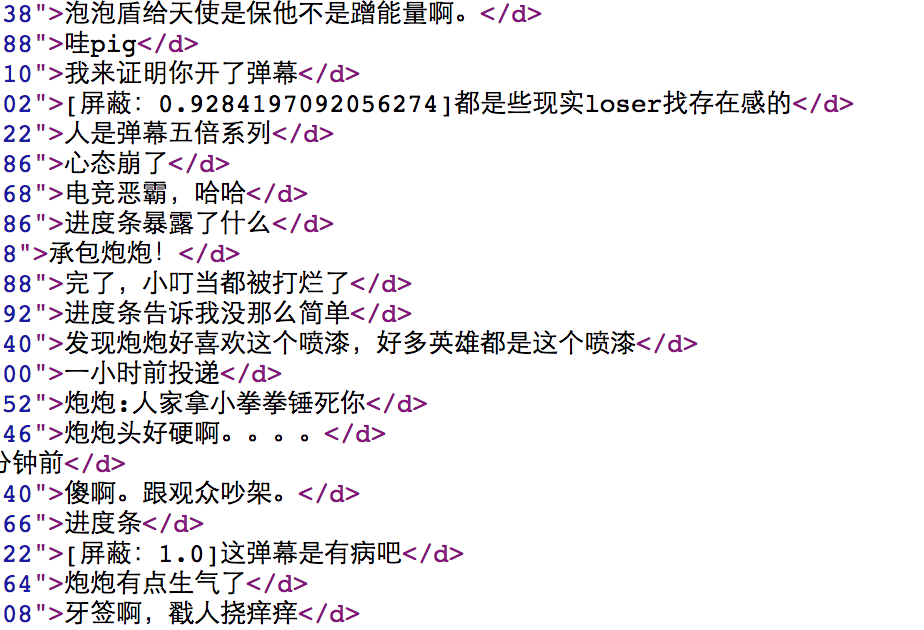 38">泡泡盾给天使是保他不是蹭能量啊。</d>
88">哇pig</d>
10">我来证明你开了弹幕</d>
02">[屏蔽：0.9284197092056274]都是些现实loser找存在感的</d>
22">人是弹幕五倍系列</d>
86">心态崩了</d>
68">电竞恶霸，哈哈</d>
86">进度条暴露了什么</d>
8">承包炮炮！</d>
88">完了，小叮当都被打烂了</d>
92">进度条告诉我没那么简单</d>
40">发现炮炮好喜欢这个喷漆，好多英雄都是这个喷漆</d>
00">一小时前投递</d>
52">炮炮:人家拿小拳拳锤死你</d>
46">炮炮头好硬啊。。。。</d>
分钟前</d>
40">傻啊。跟观众吵架。</d>
66">进度条</d>
22">[屏蔽：1.0]这弹幕是有病吧</d>
64">炮炮有点生气了</d>
08">牙签啊，戳人挠痒痒</d>